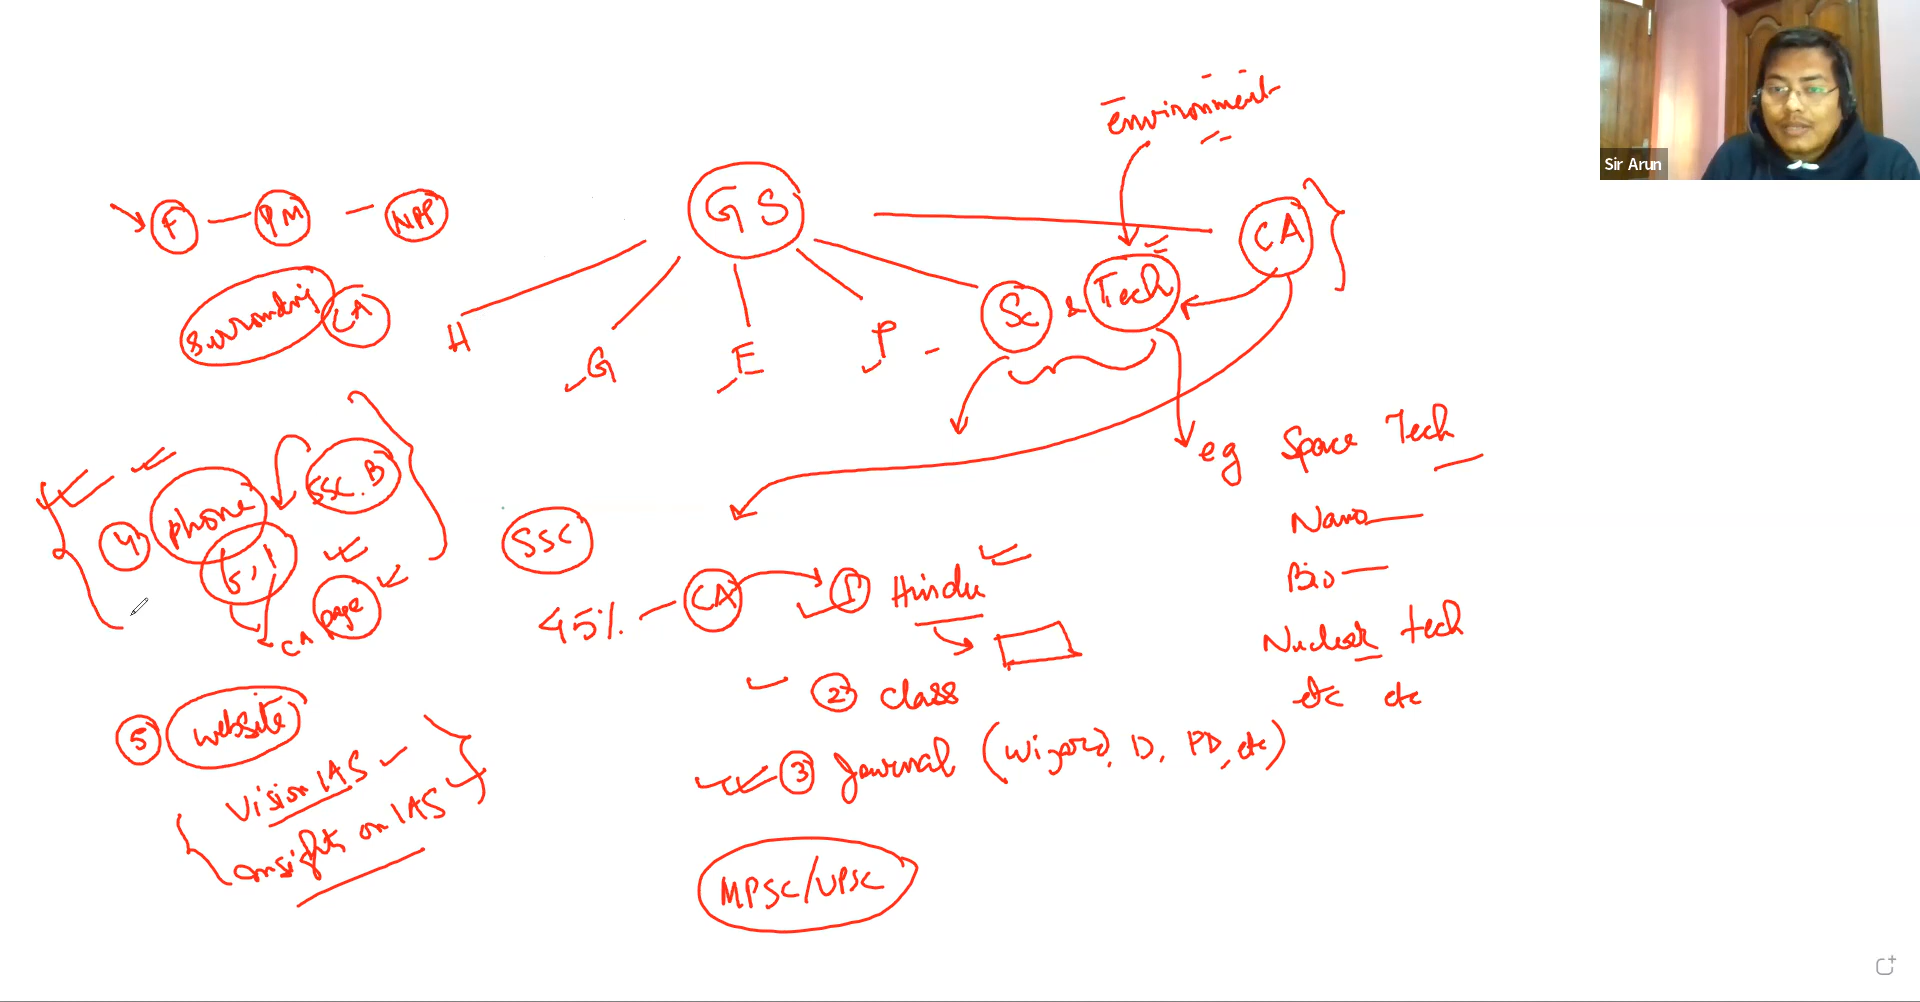 environment
Sir Arun
F - PM - NPP
GS
CA
surrounding CA
H
G
E
P
Sc & Tech
eg Space Tech
Nano
Bio
Nuclear tech
etc etc
4 phone
SSC.B
5'
CA page
SSC
45% - CA
1 Hindu
2 class
3 Journal (wizard, D, PD, etc)
5 website
Vision IAS
Insights on IAS
MPSC/UPSC